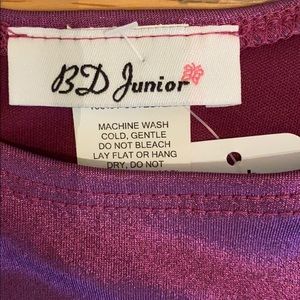 BD Junior
MACHINE WASH
COLD, GENTLE
DO NOT BLEACH
LAY FLAT OR HANG
DRY, DO NOT